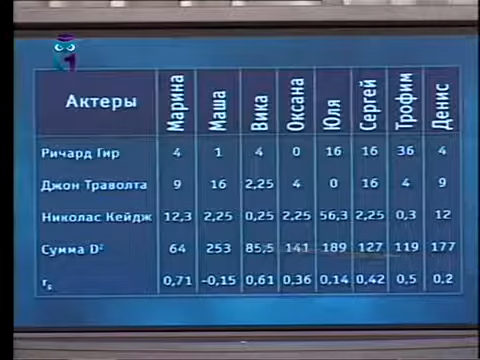 1
Актеры Марина Маша Вика Оксана Юля Сергей Трофим Денис
Ричард Гир 4 1 4 0 16 16 36 4
Джон Траволта 9 16 2,25 4 0 16 4 9
Николас Кейдж 12,3 2,25 0,25 2,25 56,3 2,25 0,3 12
Сумма D² 64 253 85,5 141 189 127 119 177
rs 0,71 -0,15 0,61 0,36 0,14 0,42 0,5 0,2